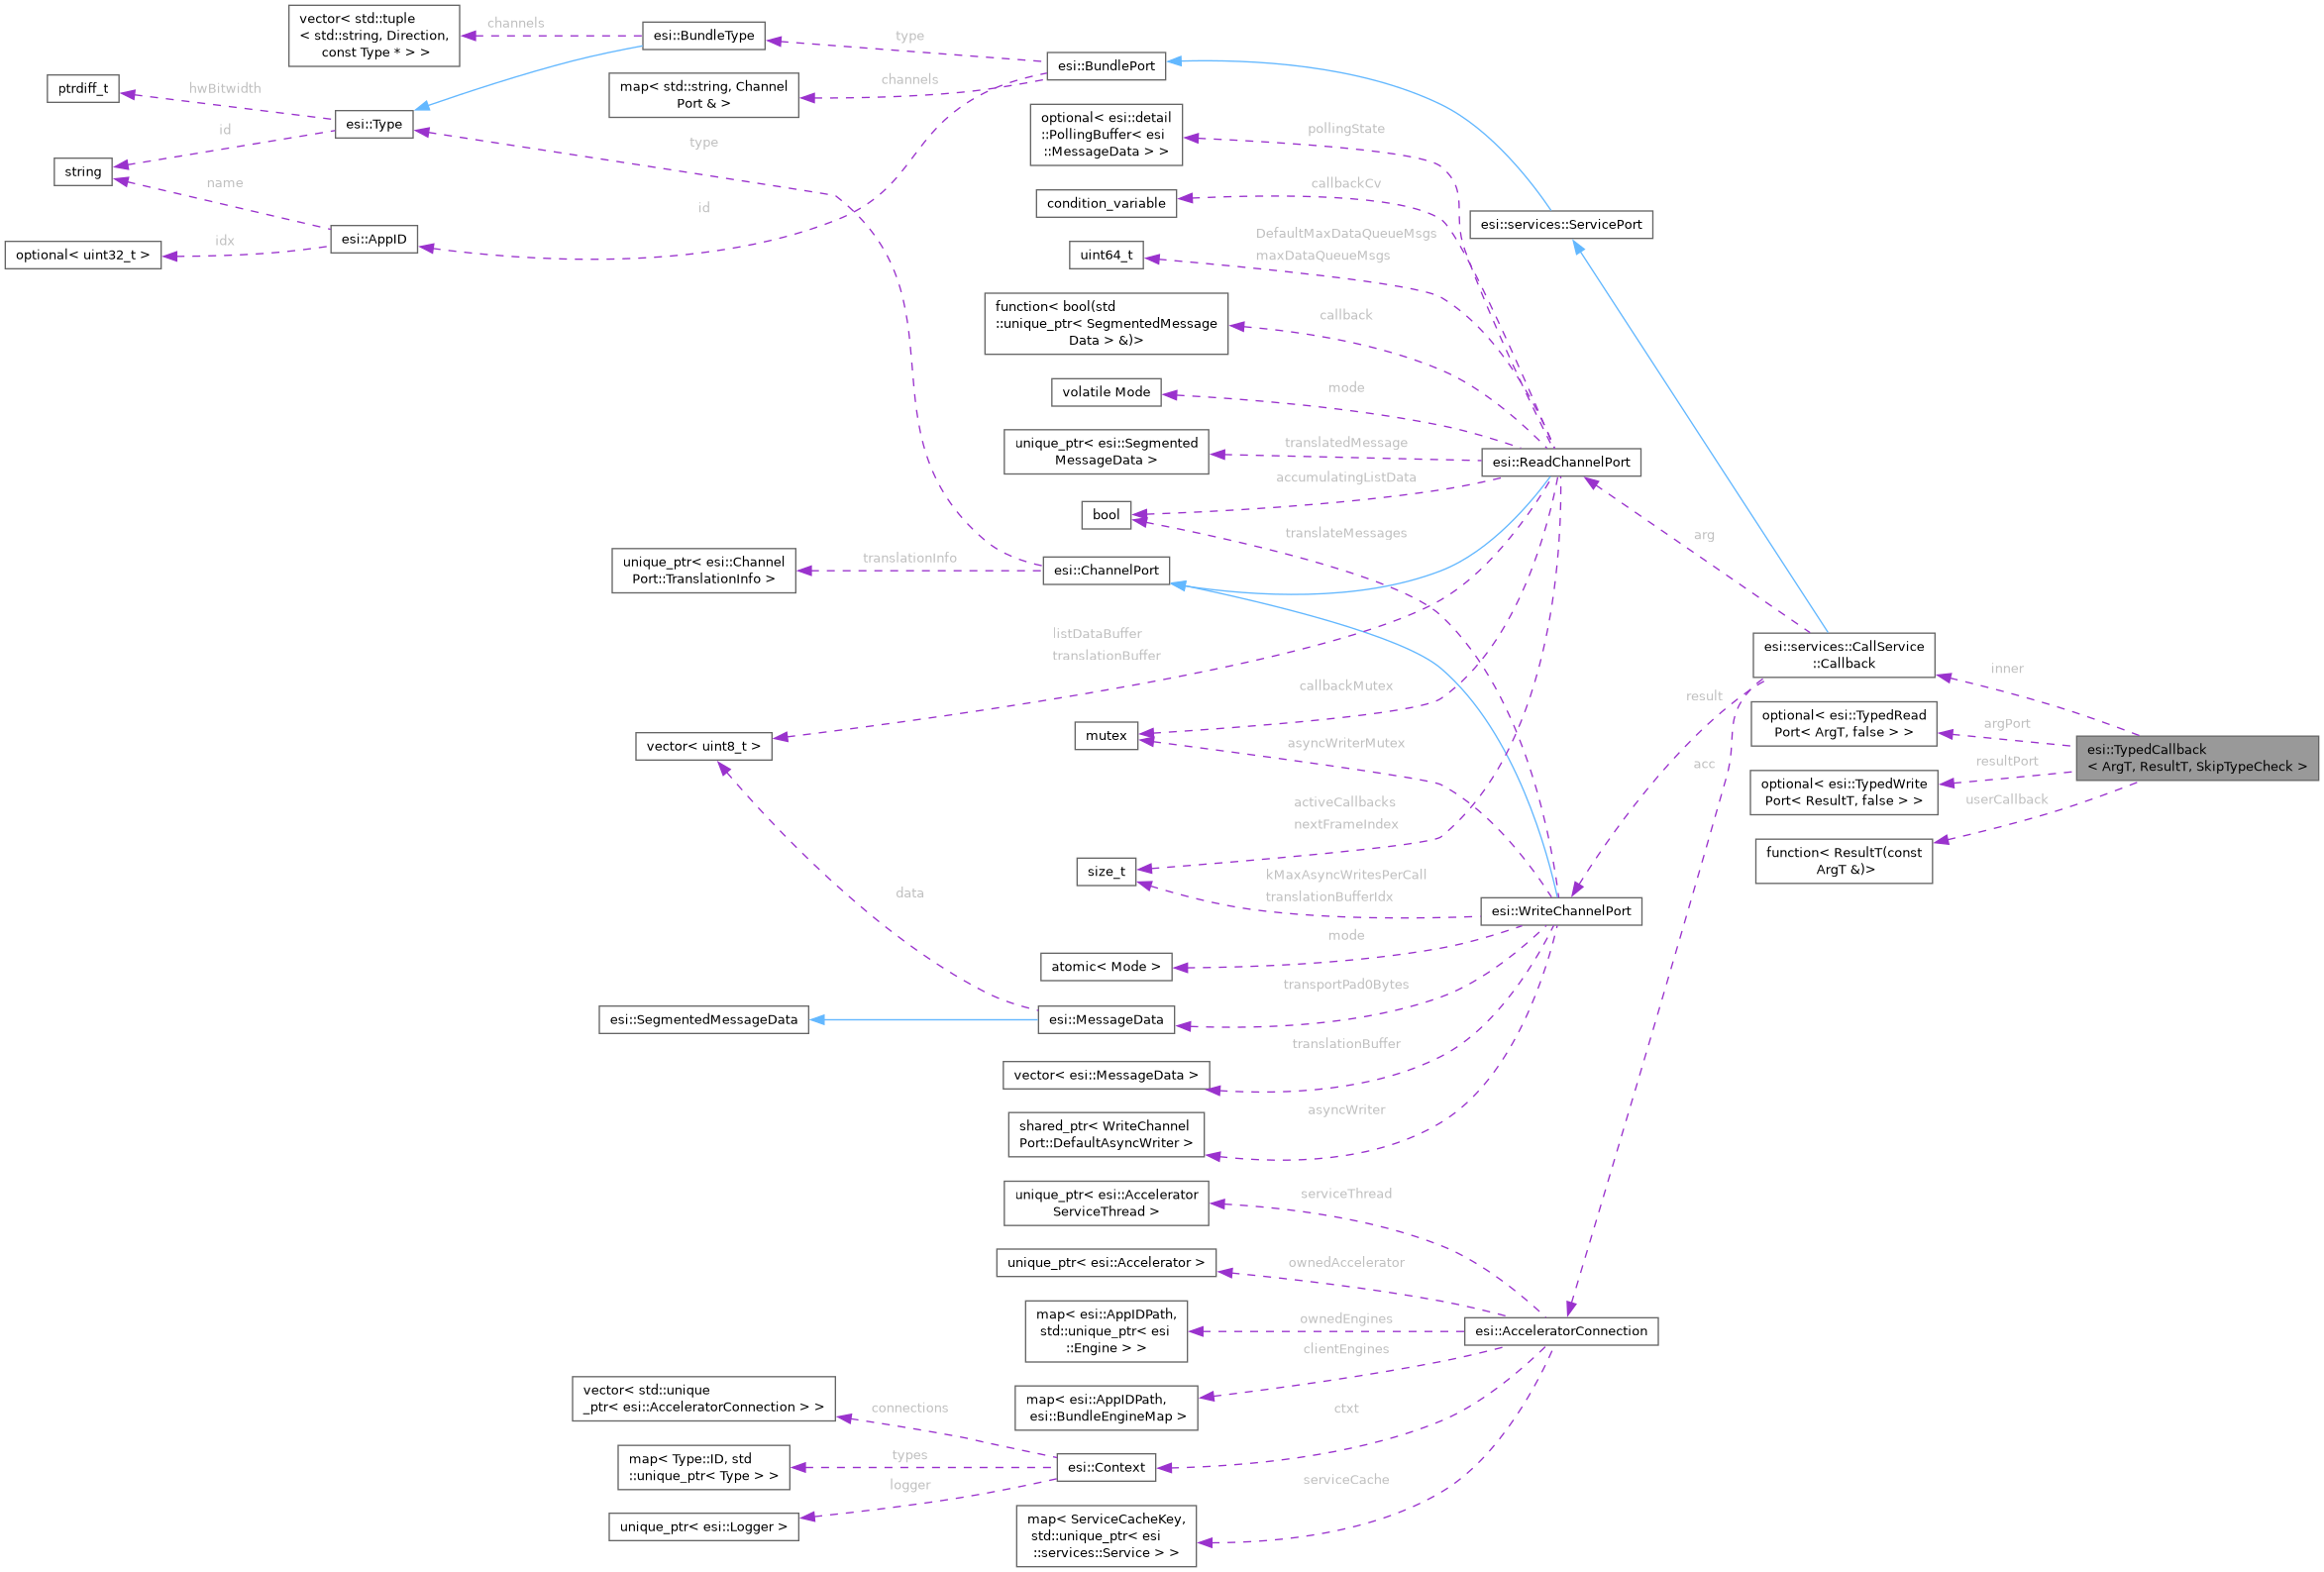 vector< std::tuple
< std::string, Direction,
const Type * > >
channels
esi::BundleType
type
esi::BundlePort
ptrdiff_t
hwBitwidth
map< std::string, Channel
Port & >
channels
esi::Type
id
type
optional< esi::detail
::PollingBuffer< esi
::MessageData > >
pollingState
string
name
id
condition_variable
callbackCv
esi::services::ServicePort
optional< uint32_t >
idx
esi::AppID
uint64_t
DefaultMaxDataQueueMsgs
maxDataQueueMsgs
function< bool(std
::unique_ptr< SegmentedMessage
Data > &)>
callback
volatile Mode
mode
unique_ptr< esi::Segmented
MessageData >
translatedMessage
esi::ReadChannelPort
accumulatingListData
bool
translateMessages
arg
unique_ptr< esi::Channel
Port::TranslationInfo >
translationInfo
esi::ChannelPort
listDataBuffer
translationBuffer
esi::services::CallService
::Callback
inner
callbackMutex
result
vector< uint8_t >
mutex
asyncWriterMutex
optional< esi::TypedRead
Port< ArgT, false > >
argPort
esi::TypedCallback
< ArgT, ResultT, SkipTypeCheck >
acc
resultPort
optional< esi::TypedWrite
Port< ResultT, false > >
userCallback
activeCallbacks
nextFrameIndex
function< ResultT(const
ArgT &)>
size_t
kMaxAsyncWritesPerCall
translationBufferIdx
data
esi::WriteChannelPort
mode
atomic< Mode >
transportPad0Bytes
esi::SegmentedMessageData
esi::MessageData
translationBuffer
vector< esi::MessageData >
asyncWriter
shared_ptr< WriteChannel
Port::DefaultAsyncWriter >
unique_ptr< esi::Accelerator
ServiceThread >
serviceThread
unique_ptr< esi::Accelerator >
ownedAccelerator
map< esi::AppIDPath,
std::unique_ptr< esi
::Engine > >
ownedEngines
esi::AcceleratorConnection
clientEngines
map< esi::AppIDPath,
esi::BundleEngineMap >
vector< std::unique
_ptr< esi::AcceleratorConnection > >
connections
ctxt
map< Type::ID, std
::unique_ptr< Type > >
types
esi::Context
logger
serviceCache
unique_ptr< esi::Logger >
map< ServiceCacheKey,
std::unique_ptr< esi
::services::Service > >